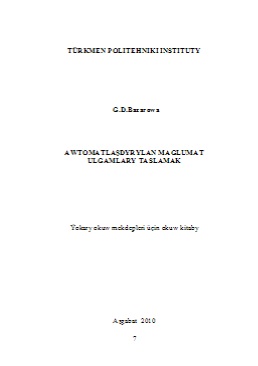 TÜRKMEN POLITEHNIKI INSTITUTY
G.D.Bazarowa
AWTOMATLAŞDYRYLAN MAGLUMAT
ULGAMLARY TASLAMAK
Ýokary okuw mekdepleri üçin okuw kitaby
Aşgabat 2010
7